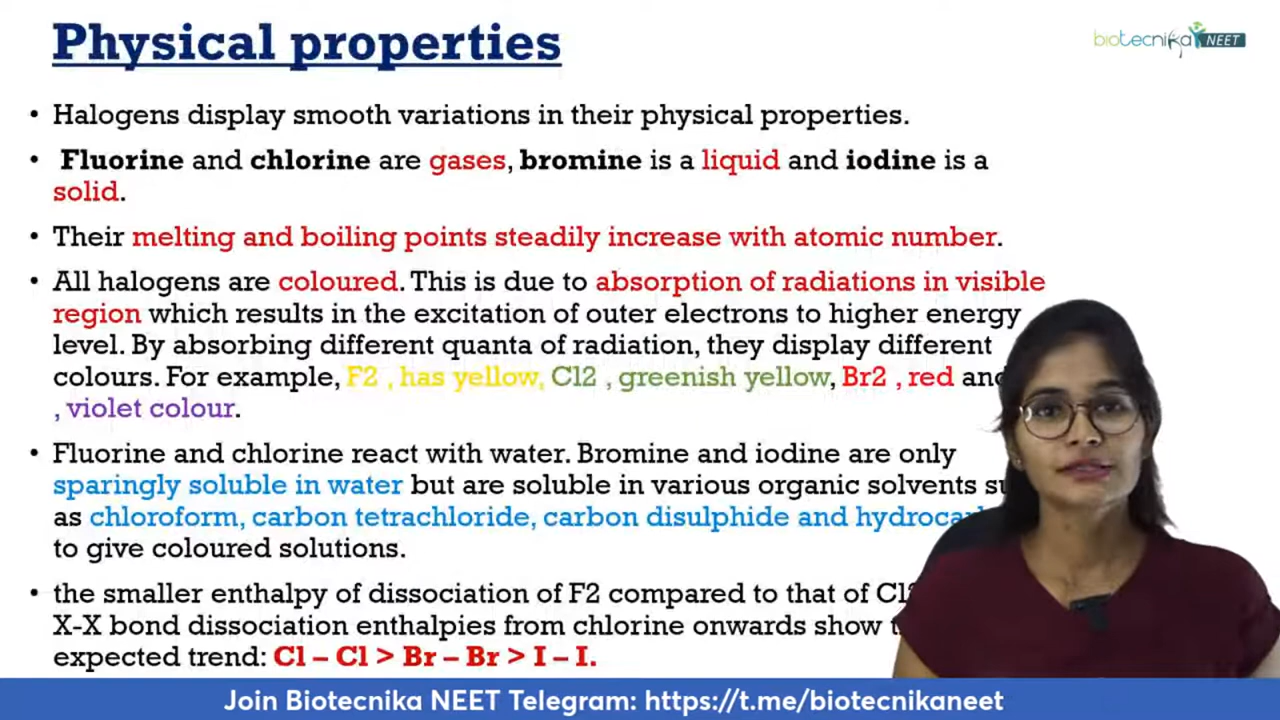 Physical properties
biotecnika NEET
• Halogens display smooth variations in their physical properties.
• Fluorine and chlorine are gases, bromine is a liquid and iodine is a
solid.
• Their melting and boiling points steadily increase with atomic number.
• All halogens are coloured. This is due to absorption of radiations in visible
region which results in the excitation of outer electrons to higher energy
level. By absorbing different quanta of radiation, they display different
colours. For example, F2 , has yellow, Cl2 , greenish yellow, Br2 , red and
, violet colour.
• Fluorine and chlorine react with water. Bromine and iodine are only
sparingly soluble in water but are soluble in various organic solvents
as chloroform, carbon tetrachloride, carbon disulphide and
to give coloured solutions.
• the smaller enthalpy of dissociation of F2 compared to that of
X-X bond dissociation enthalpies from chlorine onwards show
expected trend: Cl – Cl > Br – Br > I – I.
Join Biotecnika NEET Telegram: https://t.me/biotecnikaneet